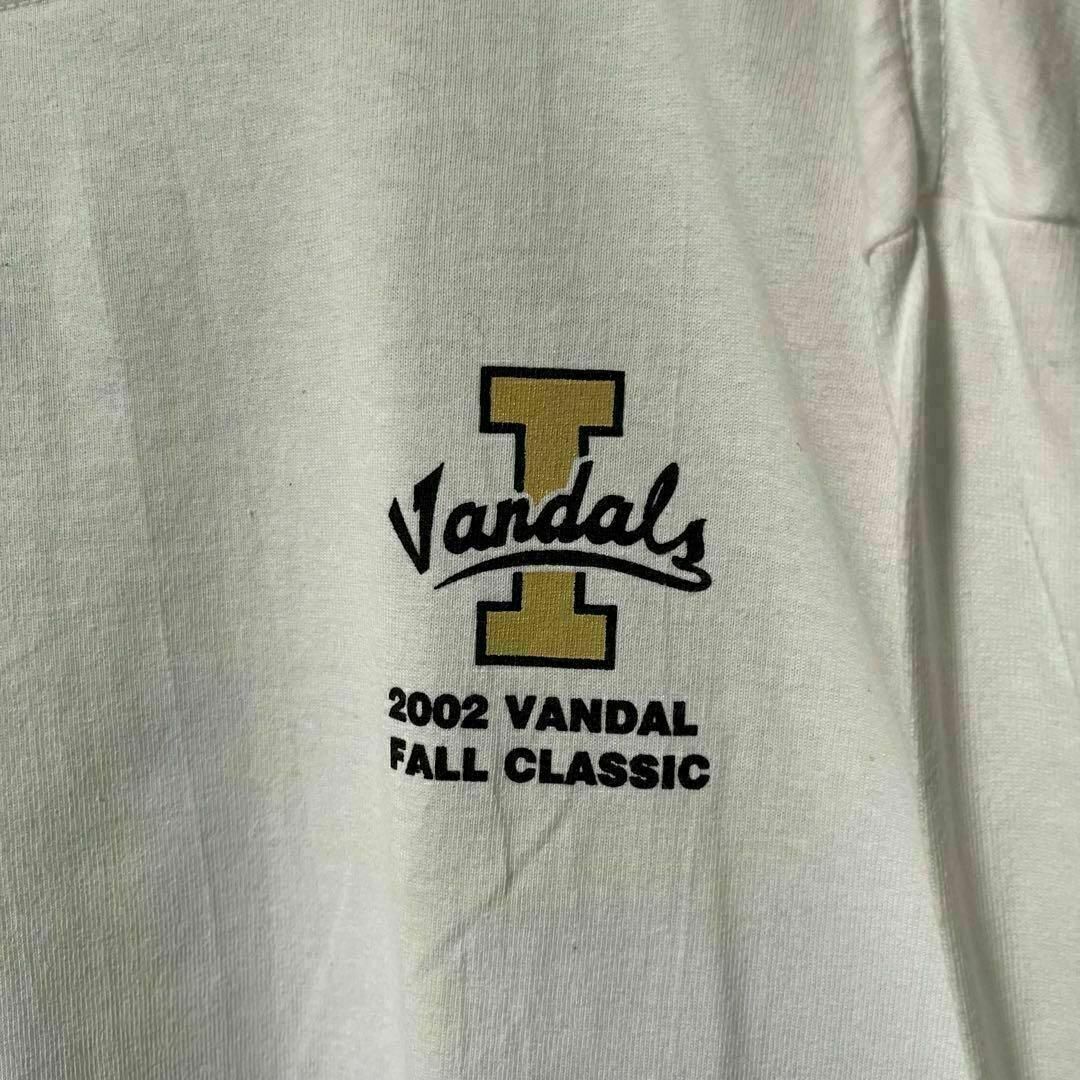 I
Vandals
2002 VANDAL
FALL CLASSIC